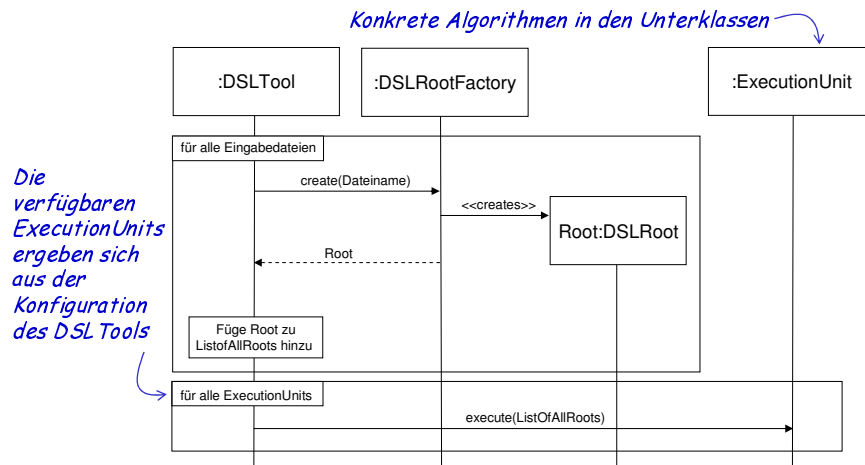 Konkrete Algorithmen in den Unterklassen
:DSLTool
:DSLRootFactory
:ExecutionUnit
für alle Eingabedateien
create(Dateiname)
<<creates>>
Root:DSLRoot
Root
Füge Root zu
ListofAllRoots hinzu
Die
verfügbaren
ExecutionUnits
ergeben sich
aus der
Konfiguration
des DSLTools
für alle ExecutionUnits
execute(ListOfAllRoots)